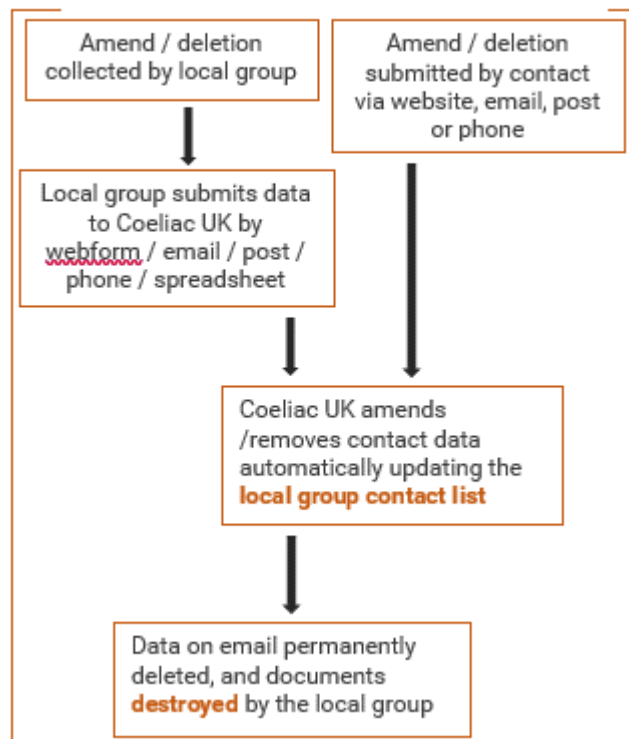 Amend / deletion
collected by local group
Amend / deletion
submitted by contact
via website, email, post
or phone
Local group submits data
to Coeliac UK by
webform / email / post /
phone / spreadsheet
Coeliac UK amends
/removes contact data
automatically updating the
local group contact list
Data on email permanently
deleted, and documents
destroyed by the local group